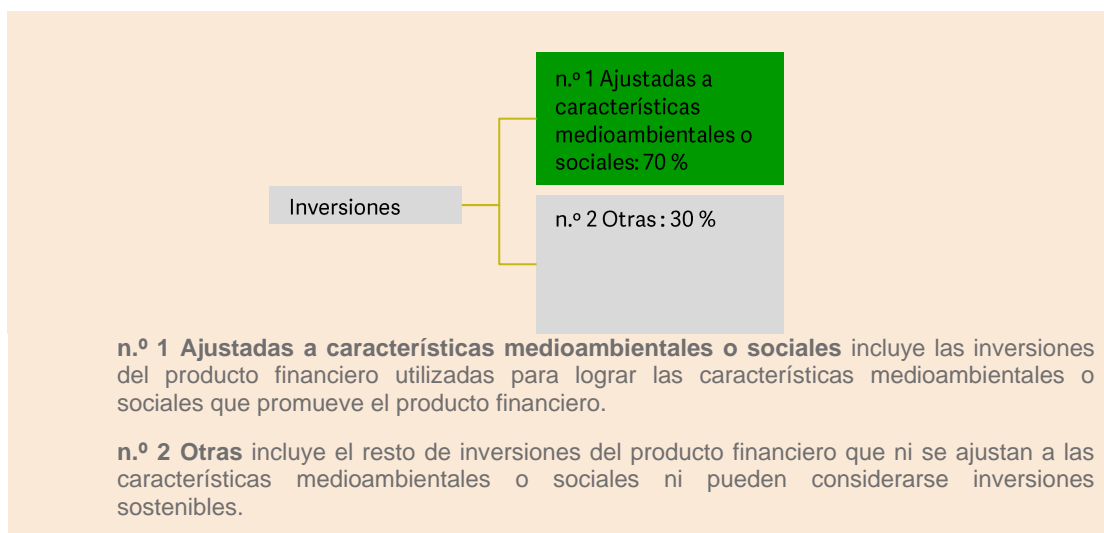 n.º 1 Ajustadas a
características
medioambientales o
sociales: 70 %
Inversiones
n.º 2 Otras : 30 %
n.º 1 Ajustadas a características medioambientales o sociales incluye las inversiones
del producto financiero utilizadas para lograr las características medioambientales o
sociales que promueve el producto financiero.
n.º 2 Otras incluye el resto de inversiones del producto financiero que ni se ajustan a las
características medioambientales o sociales ni pueden considerarse inversiones
sostenibles.